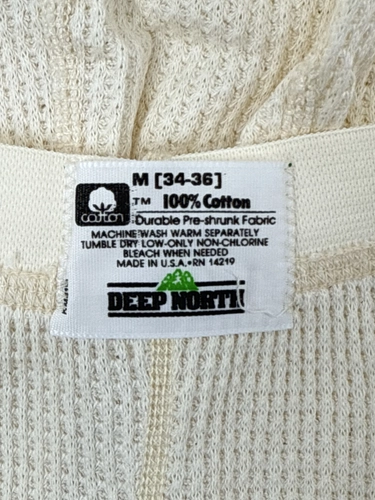 M [34-36]
cotton
TM 100% Cotton
Durable Pre-shrunk Fabric
MACHINE WASH WARM SEPARATELY
TUMBLE DRY LOW-ONLY NON-CHLORINE
BLEACH WHEN NEEDED
MADE IN U.S.A.•RN 14219
DEEP NORTH